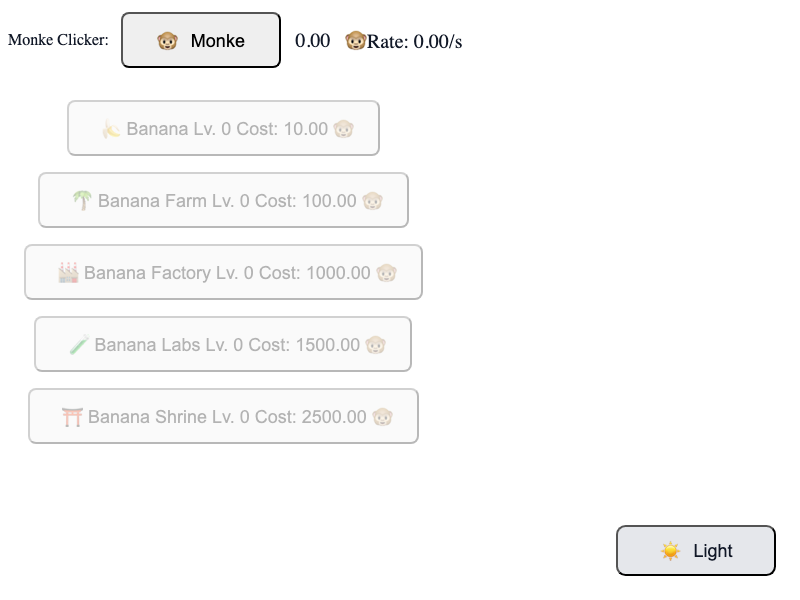 Monke Clicker: 🐵 Monke 0.00 🐵Rate: 0.00/s
🍌 Banana Lv. 0 Cost: 10.00 🐵
🌴 Banana Farm Lv. 0 Cost: 100.00 🐵
🏭 Banana Factory Lv. 0 Cost: 1000.00 🐵
🧪 Banana Labs Lv. 0 Cost: 1500.00 🐵
⛩️ Banana Shrine Lv. 0 Cost: 2500.00 🐵
☀️ Light